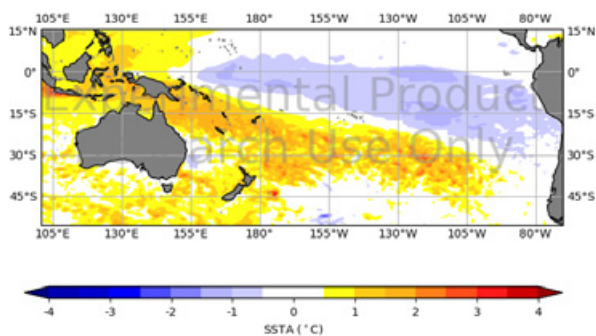 105°E 130°E 155°E 180° 155°W 130°W 105°W 80°W
15°N 15°N
0° 0°
Experimental Product
15°S 15°S
arch Use Only
30°S 30°S
45°S 45°S
105°E 130°E 155°E 180° 155°W 130°W 105°W 80°W
-4 -3 -2 -1 0 1 2 3 4
SSTA (°C)